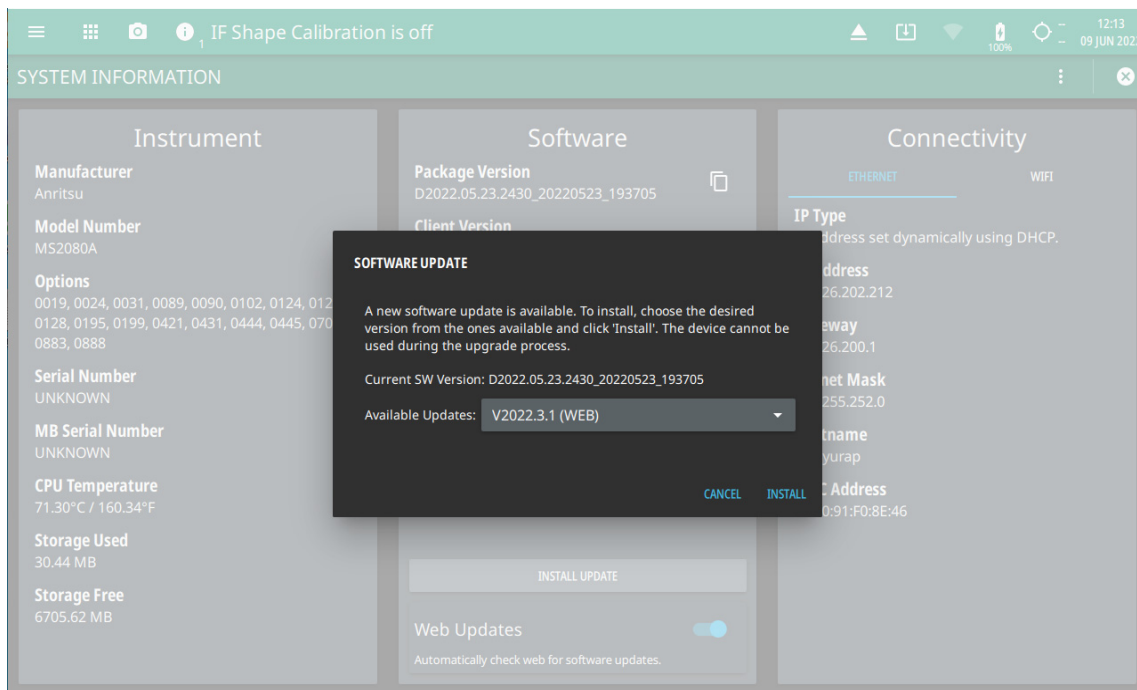 1 IF Shape Calibration is off
100%
12:13
09 JUN 202
SYSTEM INFORMATION
Instrument
Manufacturer
Anritsu
Model Number
MS2080A
Options
0019, 0024, 0031, 0089, 0090, 0102, 0124, 012
0128, 0195, 0199, 0421, 0431, 0444, 0445, 070
0883, 0888
Serial Number
UNKNOWN
MB Serial Number
UNKNOWN
CPU Temperature
71.30°C / 160.34°F
Storage Used
30.44 MB
Storage Free
6705.62 MB
Software
Package Version
D2022.05.23.2430_20220523_193705
Client Version
SOFTWARE UPDATE
A new software update is available. To install, choose the desired
version from the ones available and click 'Install'. The device cannot be
used during the upgrade process.
Current SW Version: D2022.05.23.2430_20220523_193705
Available Updates: V2022.3.1 (WEB)
CANCEL INSTALL
INSTALL UPDATE
Web Updates
Automatically check web for software updates.
Connectivity
ETHERNET WIFI
IP Type
ddress set dynamically using DHCP.
ddress
26.202.212
eway
26.200.1
net Mask
255.252.0
tname
yurap
C Address
0:91:F0:8E:46